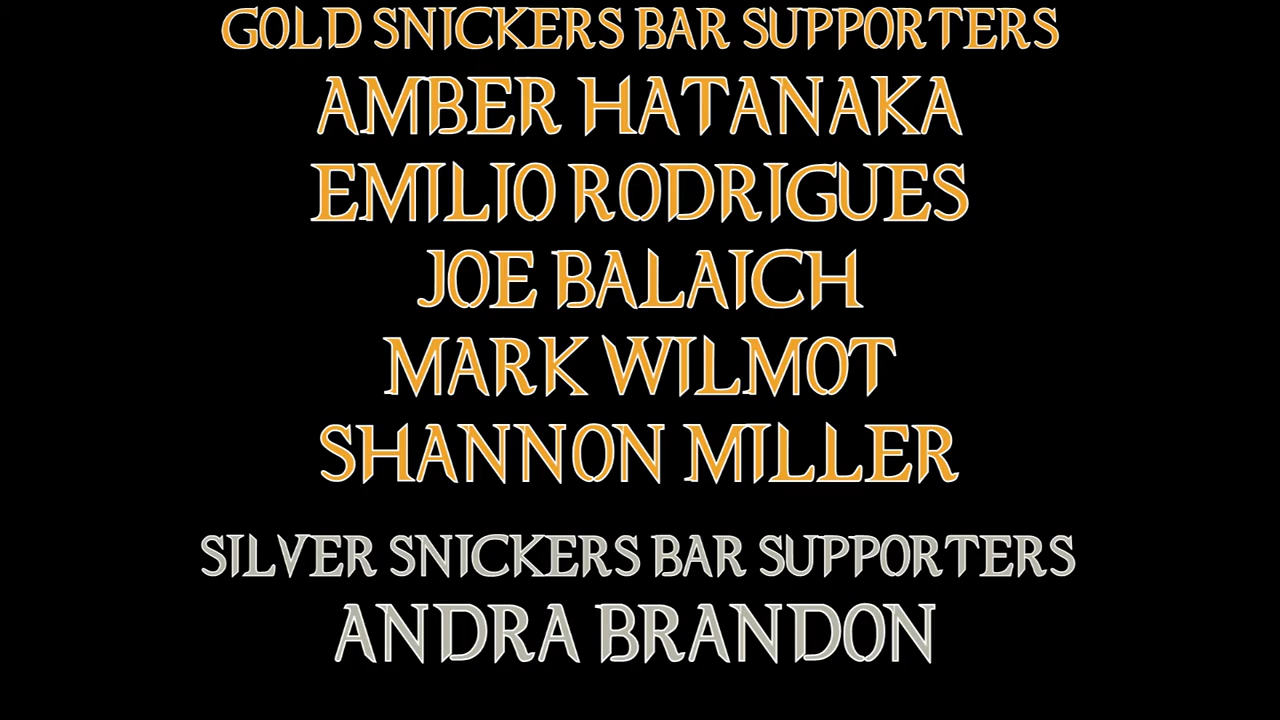 GOLD SNICKERS BAR SUPPORTERS
AMBER HATANAKA
EMILIO RODRIGUES
JOE BALAICH
MARK WILMOT
SHANNON MILLER
SILVER SNICKERS BAR SUPPORTERS
ANDRA BRANDON